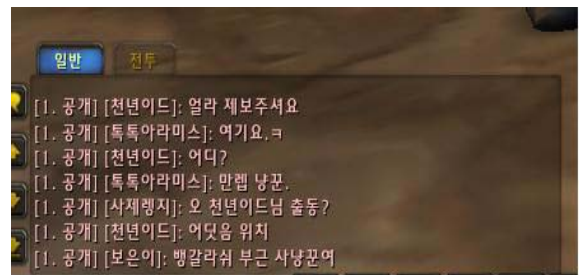 일반 전투
[1. 공개] [천년이드]: 얼라 제보주셔요
[1. 공개] [톡톡아라미스]: 여기요.ㅋ
[1. 공개] [천년이드]: 어디?
[1. 공개] [톡톡아라미스]: 만렙 냥꾼.
[1. 공개] [사제렝지]: 오 천년이드님 출동?
[1. 공개] [천년이드]: 어딧음 위치
[1. 공개] [보은이]: 뱅갈라쉬 부근 사냥꾼여